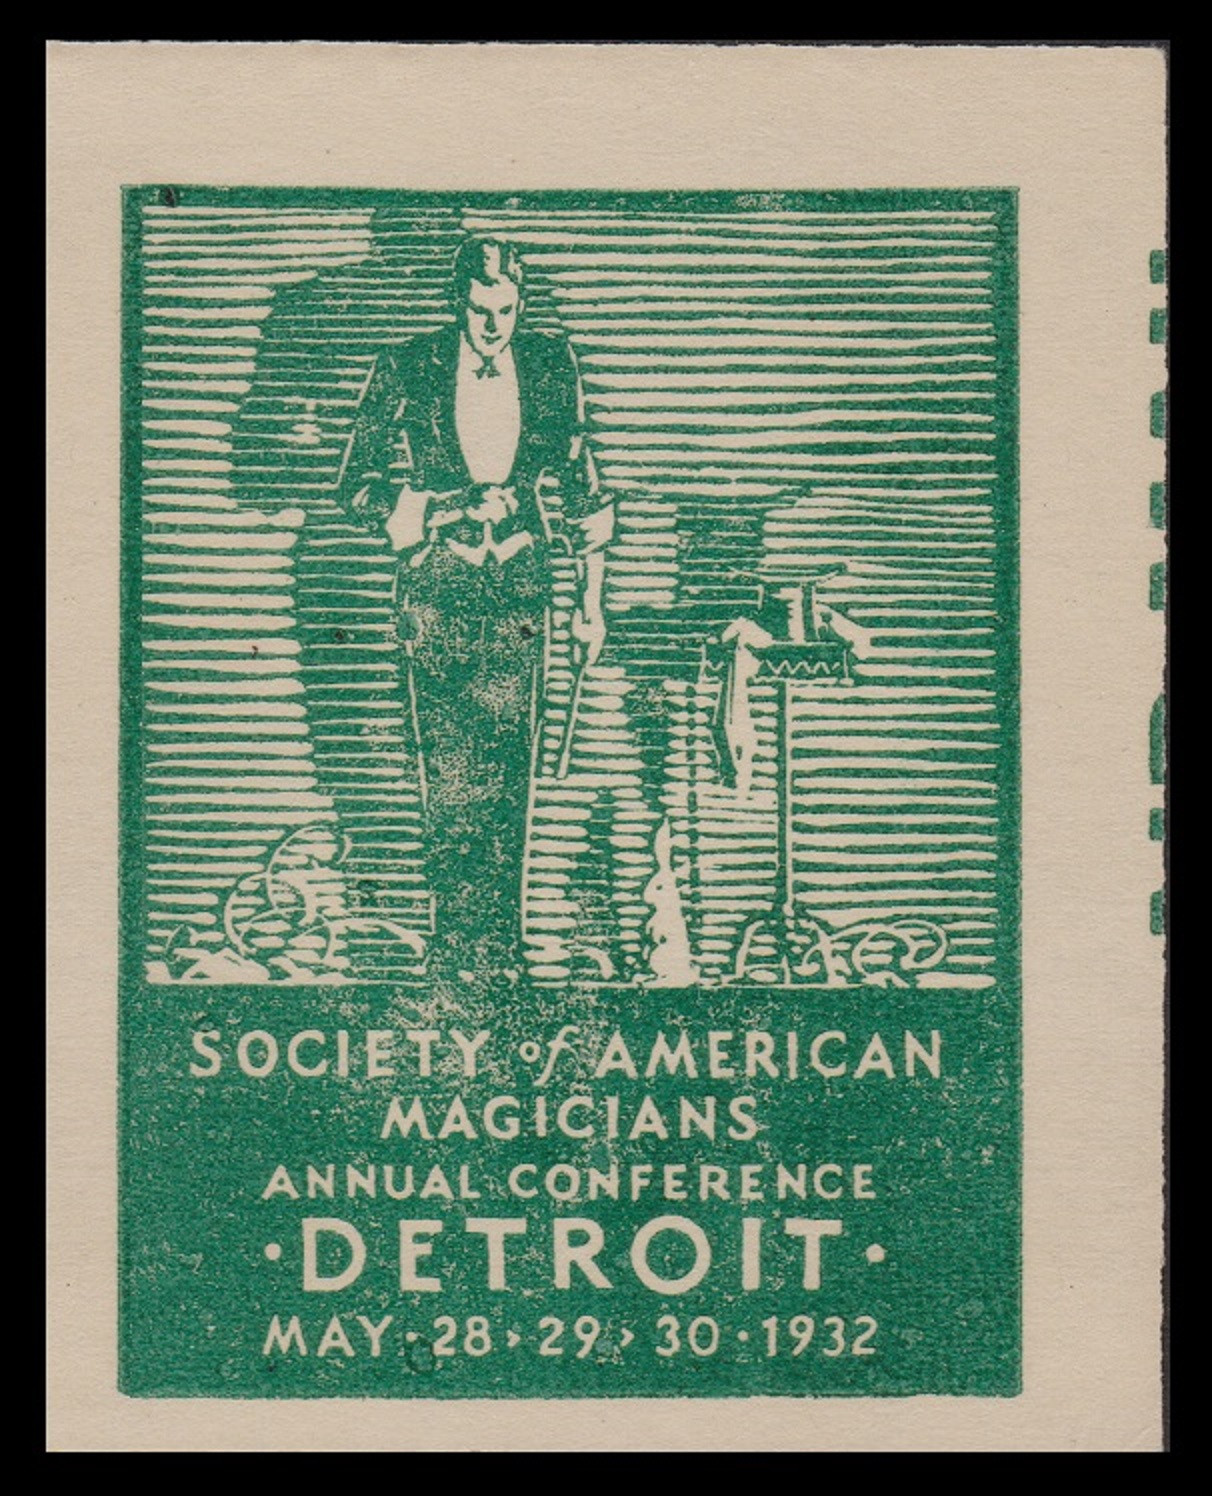 SOCIETY of AMERICAN
MAGICIANS
ANNUAL CONFERENCE
·DETROIT·
MAY·28·29·30·1932